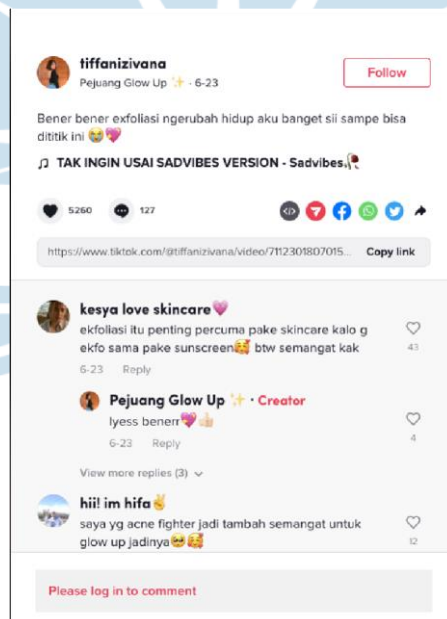 tiffanizivana
Pejuang Glow Up ✨ · 6-23
Follow
Bener bener exfoliasi ngerubah hidup aku banget sii sampe bisa
dititik ini 😭💖
♫ TAK INGIN USAI SADVIBES VERSION - Sadvibes🥀
5260
127
https://www.tiktok.com/@tiffanizivana/video/7112301807015...
Copy link
kesya love skincare💗
ekfoliasi itu penting percuma pake skincare kalo g
ekfo sama pake sunscreen🥰 btw semangat kak
43
6-23 Reply
Pejuang Glow Up ✨ · Creator
Iyess benerr💖👍🏻
6-23 Reply
4
View more replies (3)
hii! im hifa✌
saya yg acne fighter jadi tambah semangat untuk
glow up jadinya🥹🥰
12
Please log in to comment